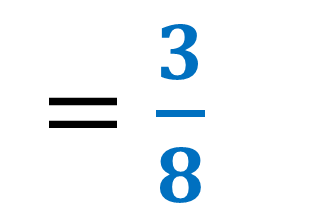 = 3/8